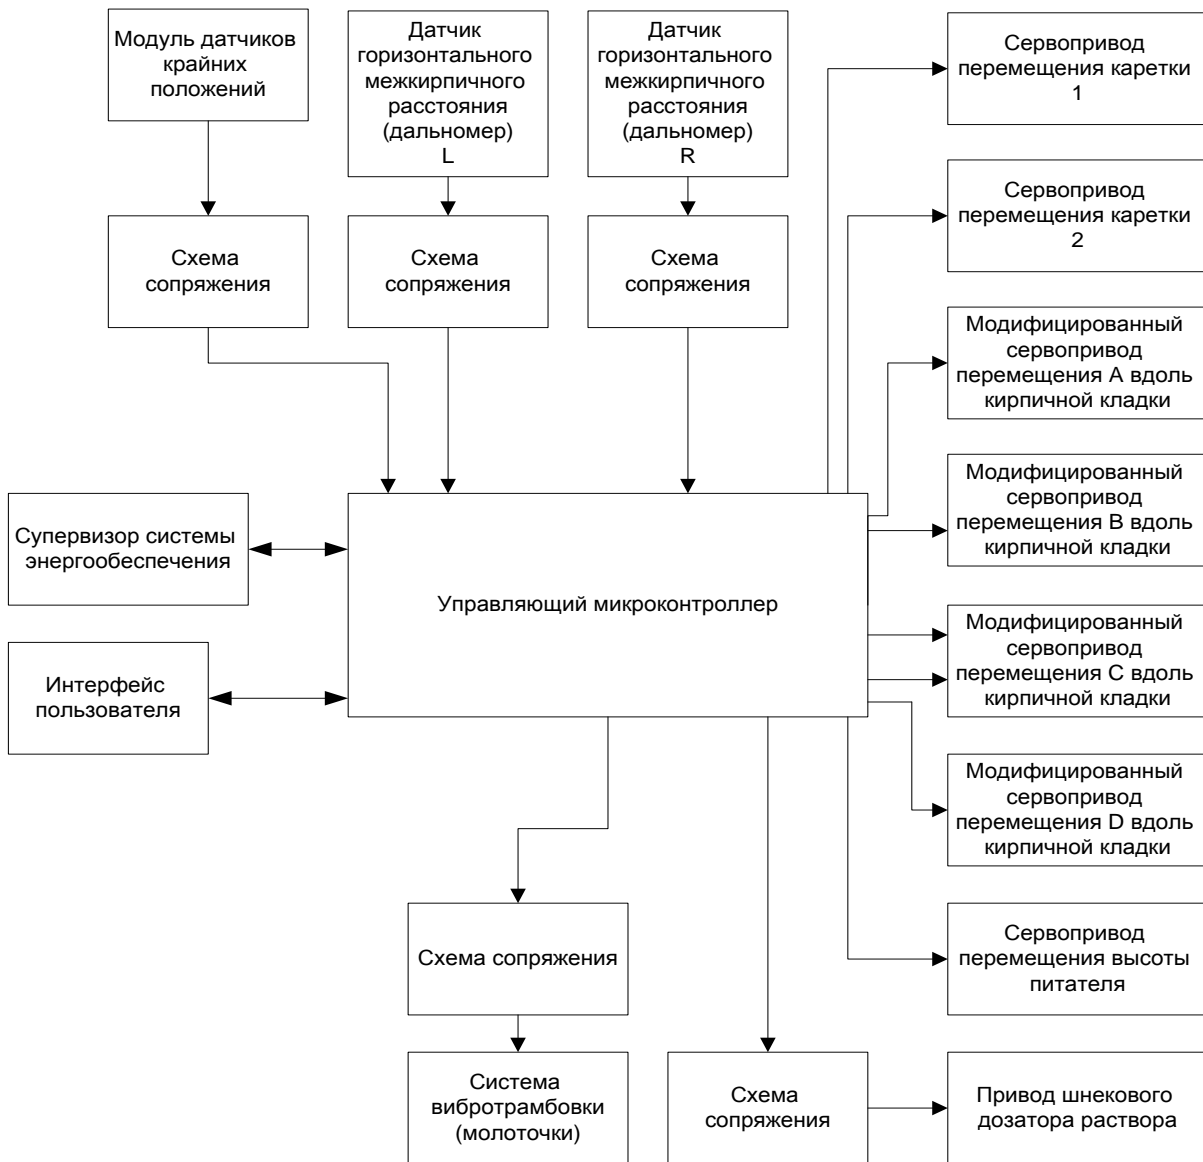 Модуль датчиков
крайних
положений
Датчик
горизонтального
межкирпичного
расстояния
(дальномер)
L
Датчик
горизонтального
межкирпичного
расстояния
(дальномер)
R
Сервопривод
перемещения каретки
1
Сервопривод
перемещения каретки
2
Схема
сопряжения
Схема
сопряжения
Схема
сопряжения
Модифицированный
сервопривод
перемещения А вдоль
кирпичной кладки
Модифицированный
сервопривод
перемещения В вдоль
кирпичной кладки
Супервизор системы
энергообеспечения
Управляющий микроконтроллер
Модифицированный
сервопривод
перемещения С вдоль
кирпичной кладки
Интерфейс
пользователя
Модифицированный
сервопривод
перемещения D вдоль
кирпичной кладки
Схема сопряжения
Сервопривод
перемещения высоты
питателя
Система
вибротрамбовки
(молоточки)
Схема
сопряжения
Привод шнекового
дозатора раствора